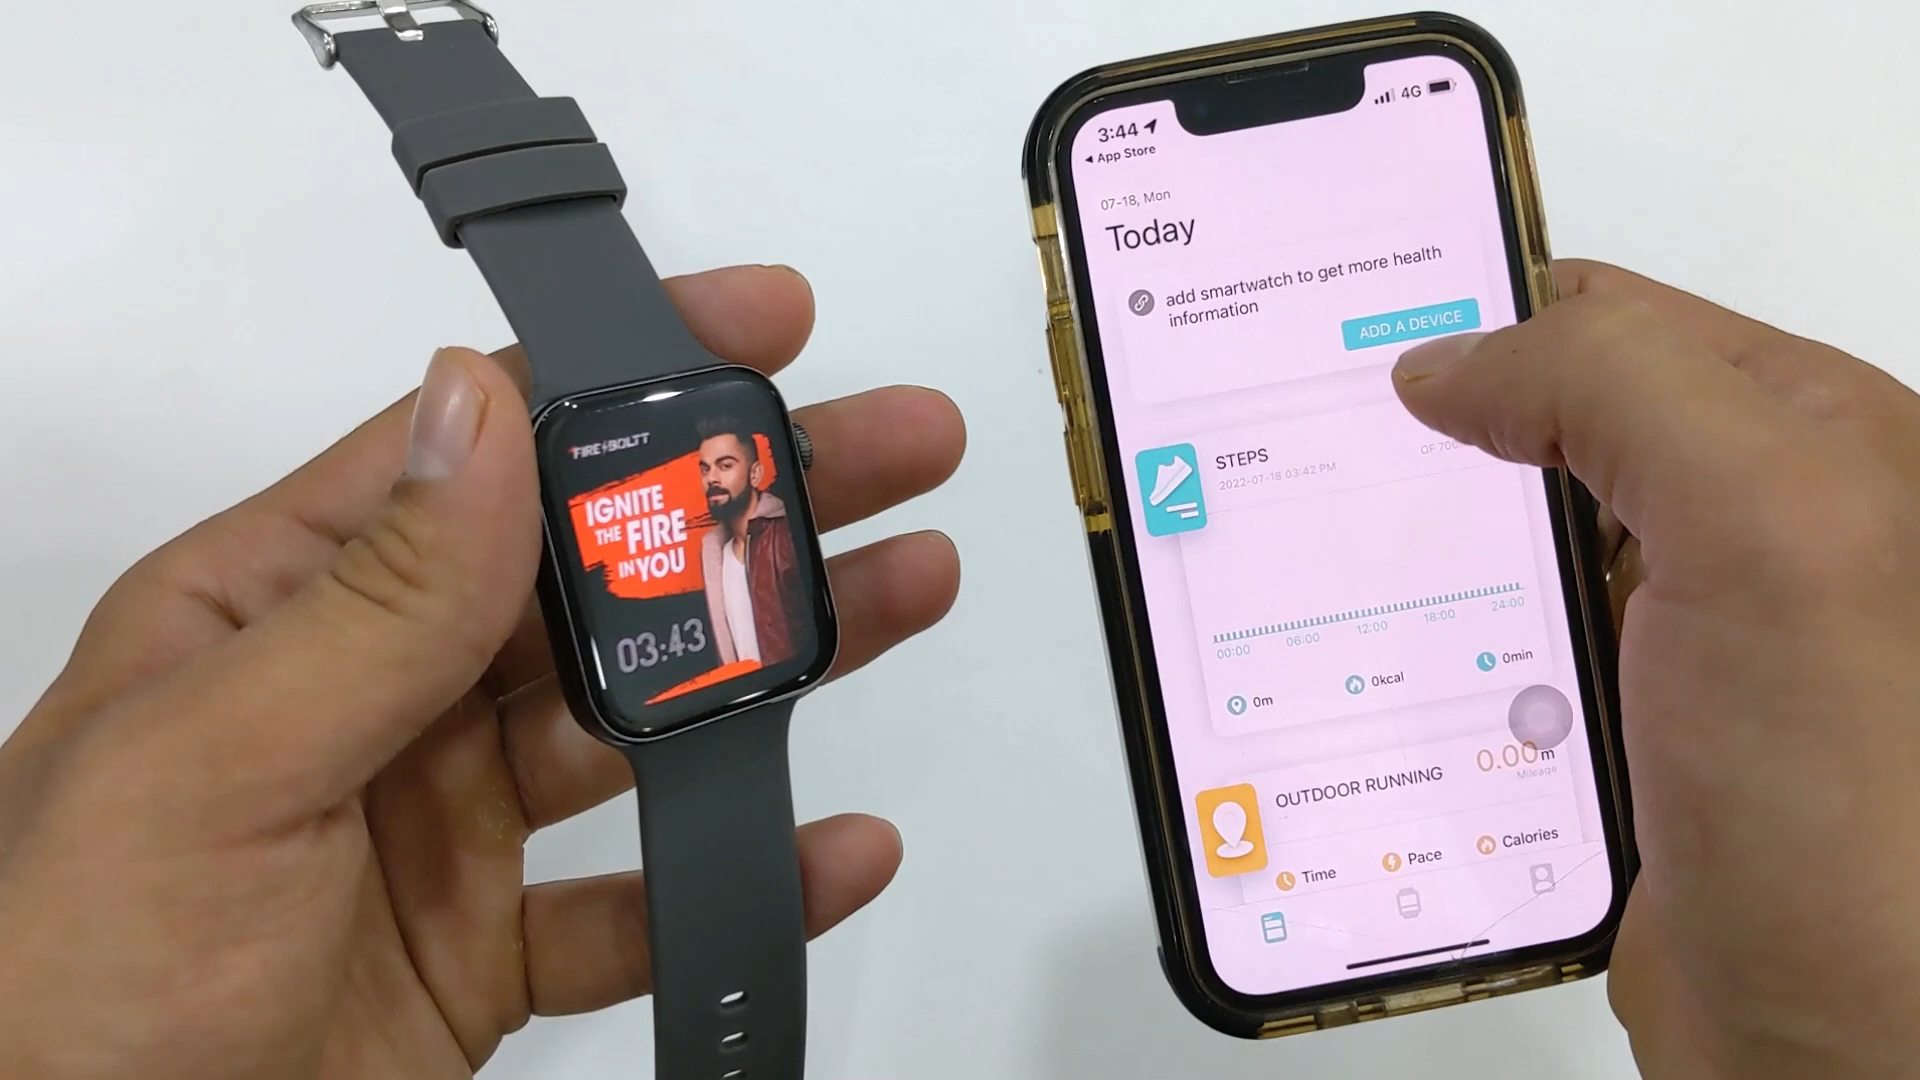 FIRE BOLTT
IGNITE
THE FIRE
IN YOU
03:43
3:44
4G
App Store
07-18, Mon
Today
add smartwatch to get more health
information
ADD A DEVICE
STEPS
2022-07-18 03:42 PM
OF
00:00 06:00 12:00 18:00 24:00
0m 0kcal 0min
OUTDOOR RUNNING
0.00m
Mileage
--
Time Pace Calories